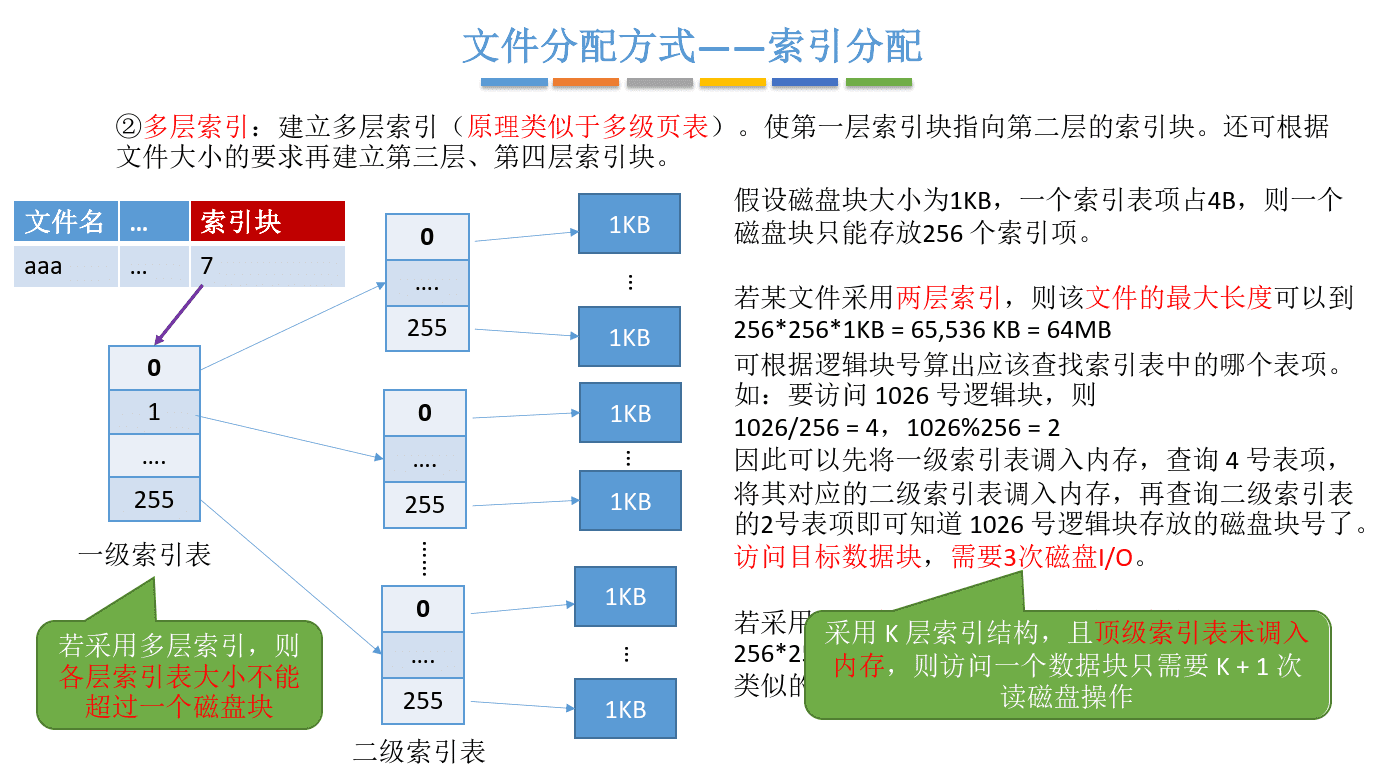 文件分配方式——索引分配
②多层索引：建立多层索引（原理类似于多级页表）。使第一层索引块指向第二层的索引块。还可根据
文件大小的要求再建立第三层、第四层索引块。
文件名 … 索引块
aaa … 7
0
1
….
255
一级索引表
0
….
255
0
….
255
……
0
….
255
二级索引表
1KB
…
1KB
1KB
…
1KB
1KB
…
1KB
若采用多层索引，则
各层索引表大小不能
超过一个磁盘块
假设磁盘块大小为1KB，一个索引表项占4B，则一个
磁盘块只能存放256 个索引项。
若某文件采用两层索引，则该文件的最大长度可以到
256*256*1KB = 65,536 KB = 64MB
可根据逻辑块号算出应该查找索引表中的哪个表项。
如：要访问 1026 号逻辑块，则
1026/256 = 4，1026%256 = 2
因此可以先将一级索引表调入内存，查询 4 号表项，
将其对应的二级索引表调入内存，再查询二级索引表
的2号表项即可知道 1026 号逻辑块存放的磁盘块号了。
访问目标数据块，需要3次磁盘I/O。
若采用
256*2
类似的
采用 K 层索引结构，且顶级索引表未调入
内存，则访问一个数据块只需要 K + 1 次
读磁盘操作